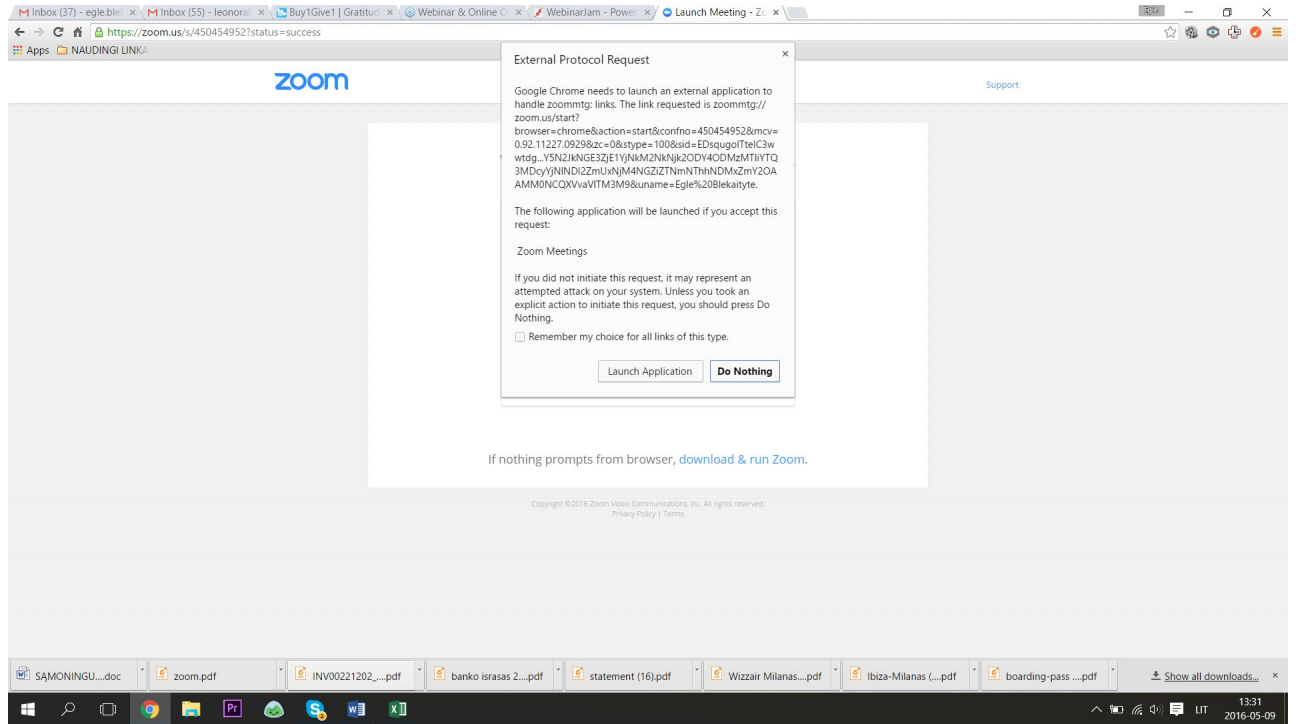 Inbox (37) - egle.ble
Inbox (55) - leonora
Buy1Give1 | Gratitud
Webinar & Online C
WebinarJam - Power
Launch Meeting - Zo
Egle
https://zoom.us/s/450454952?status=success
Apps
NAUDINGI LINKA
zoom
Support
External Protocol Request
Google Chrome needs to launch an external application to
handle zoommtg: links. The link requested is zoommtg://
zoom.us/start?
browser=chrome&action=start&confno=450454952&mcv=
0.92.11227.0929&zc=0&stype=100&sid=EDsqugolTtelC3w
wtdg...Y5N2JkNGE3ZjE1YjNkM2NkNjk2ODY4ODMzMTIiYTQ
3MDcyYjNlNDI2ZmUxNjM4NGZiZTNmNThhNDMxZmY2OA
AMM0NCQXVvaVlTM3M9&uname=Egle%20Blekaityte.
The following application will be launched if you accept this
request:
Zoom Meetings
If you did not initiate this request, it may represent an
attempted attack on your system. Unless you took an
explicit action to initiate this request, you should press Do
Nothing.
Remember my choice for all links of this type.
Launch Application
Do Nothing
If nothing prompts from browser, download & run Zoom.
Copyright ©2016 Zoom Video Communications, Inc. All rights reserved.
Privacy Policy | Terms
SĄMONINGU....doc
zoom.pdf
INV00221202_....pdf
banko israsas 2....pdf
statement (16).pdf
Wizzair Milanas....pdf
Ibiza-Milanas (....pdf
boarding-pass ....pdf
Show all downloads...
Pr
LIT
13:31
2016-05-09